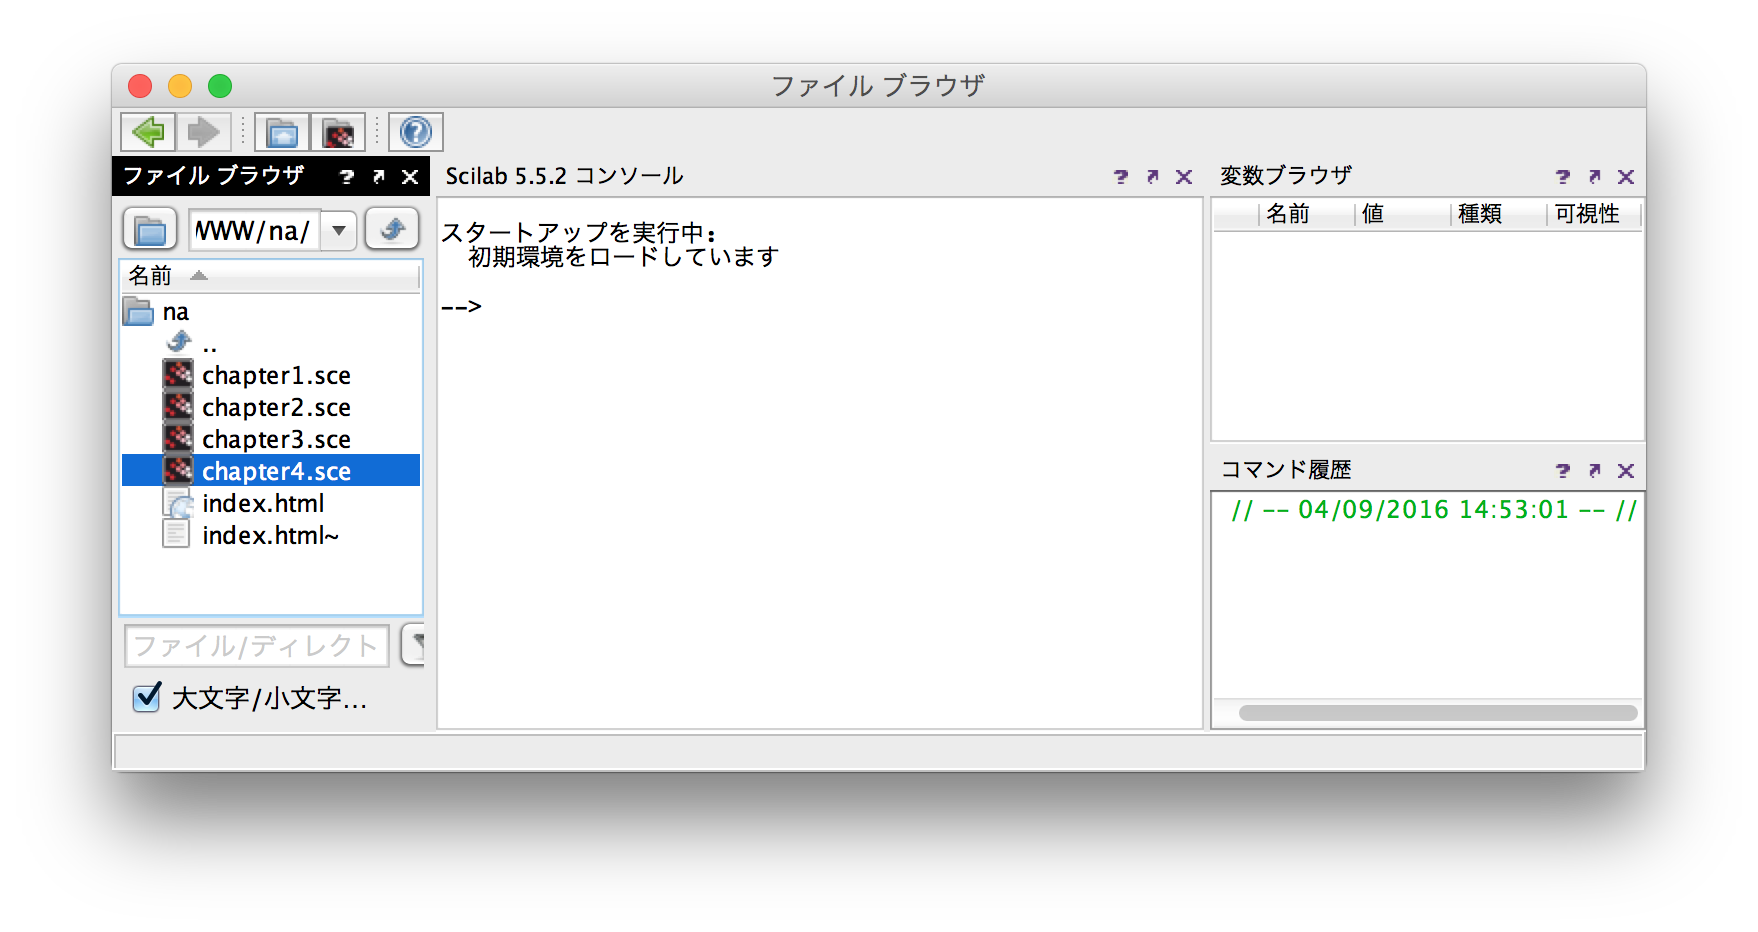 ファイル ブラウザ
ファイル ブラウザ
WWW/na/
名前
na
..
chapter1.sce
chapter2.sce
chapter3.sce
chapter4.sce
index.html
index.html~
ファイル/ディレクト
大文字/小文字...
Scilab 5.5.2 コンソール
スタートアップを実行中:
初期環境をロードしています
-->
変数ブラウザ
名前 値 種類 可視性
コマンド履歴
// -- 04/09/2016 14:53:01 -- //